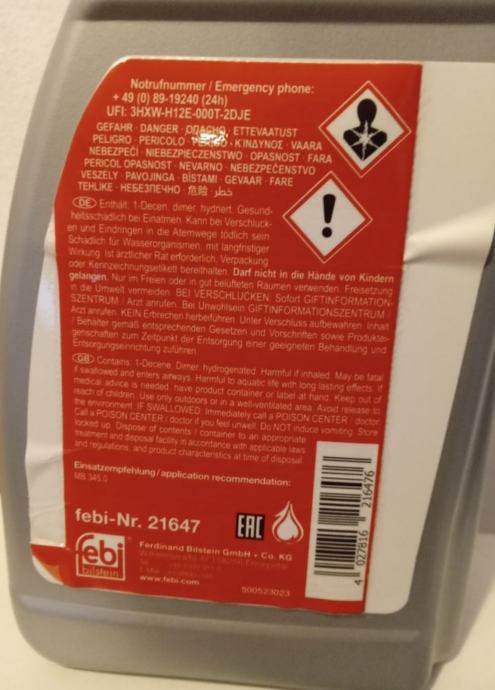 Notrufnummer / Emergency phone:
+ 49 (0) 89-19240 (24h)
UFI: 3HXW-H12E-000T-2DJE
GEFAHR · DANGER · ОПАСНО, ETTEVAATUST
PELIGRO · PERICOLO · ΚΊΝΔΥΝΟΣ · VAARA
NEBEZPEČÍ · NIEBEZPIECZEŃSTWO · OPASNOST · FARA
PERICOL OPASNOST · NEVARNO · NEBEZPEČENSTVO
VESZÉLY · PAVOJINGA · BĪSTAMI · GEVAAR · FARE
TEHLIKE · НЕБЕЗПЕЧНО · 危险 · خطر
DE Enthält: 1-Decen, dimer, hydriert. Gesund-
heitsschädlich bei Einatmen. Kann bei Verschluck-
en und Eindringen in die Atemwege tödlich sein.
Schädlich für Wasserorganismen, mit langfristiger
Wirkung. Ist ärztlicher Rat erforderlich, Verpackung
oder Kennzeichnungsetikett bereithalten. Darf nicht in die Hände von Kindern
gelangen. Nur im Freien oder in gut belüfteten Räumen verwenden. Freisetzung
in die Umwelt vermeiden. BEI VERSCHLUCKEN: Sofort GIFTINFORMATION-
SZENTRUM / Arzt anrufen. Bei Unwohlsein GIFTINFORMATIONSZENTRUM /
Arzt anrufen. KEIN Erbrechen herbeiführen. Unter Verschluss aufbewahren. Inhalt
/ Behälter gemäß entsprechenden Gesetzen und Vorschriften sowie Produktei-
genschaften zum Zeitpunkt der Entsorgung einer geeigneten Behandlung und
Entsorgungseinrichtung zuführen.
GB Contains: 1-Decene, Dimer, hydrogenated. Harmful if inhaled. May be fatal
if swallowed and enters airways. Harmful to aquatic life with long lasting effects. If
medical advice is needed, have product container or label at hand. Keep out of
reach of children. Use only outdoors or in a well-ventilated area. Avoid release to
the environment. IF SWALLOWED: Immediately call a POISON CENTER / doctor.
Call a POISON CENTER / doctor if you feel unwell. Do NOT induce vomiting. Store
locked up. Dispose of contents / container to an appropriate
treatment and disposal facility in accordance with applicable laws
and regulations, and product characteristics at time of disposal.
Einsatzempfehlung/application recommendation:
MB 345.0
febi-Nr. 21647
EAC
febi
bilstein
Ferdinand Bilstein GmbH + Co. KG
www.febi.com
500523023
4 027816 216476